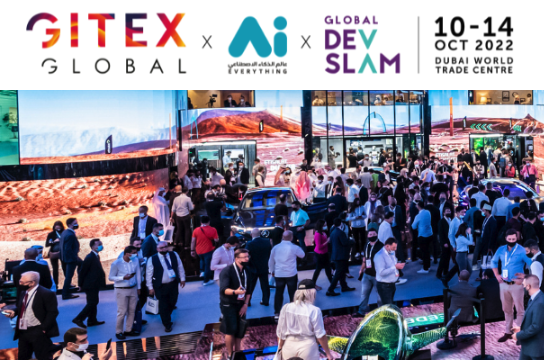 GITEX
GLOBAL
X
Ai
عالم الذكاء الاصطناعي
EVERYTHING
X
GLOBAL
DEV
SLAM
10-14
OCT 2022
DUBAI WORLD
TRADE CENTRE